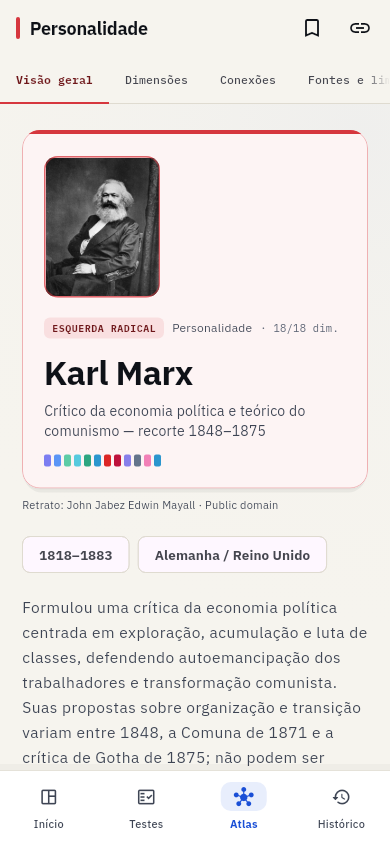 Personalidade
Visão geral
Dimensões
Conexões
Fontes e
ESQUERDA RADICAL
Personalidade · 18/18 dim.
Karl Marx
Crítico da economia política e teórico do
comunismo — recorte 1848–1875
Retrato: John Jabez Edwin Mayall · Public domain
1818–1883
Alemanha / Reino Unido
Formulou uma crítica da economia política
centrada em exploração, acumulação e luta de
classes, defendendo autoemancipação dos
trabalhadores e transformação comunista.
Suas propostas sobre organização e transição
variam entre 1848, a Comuna de 1871 e a
crítica de Gotha de 1875; não podem ser
Início
Testes
Atlas
Histórico